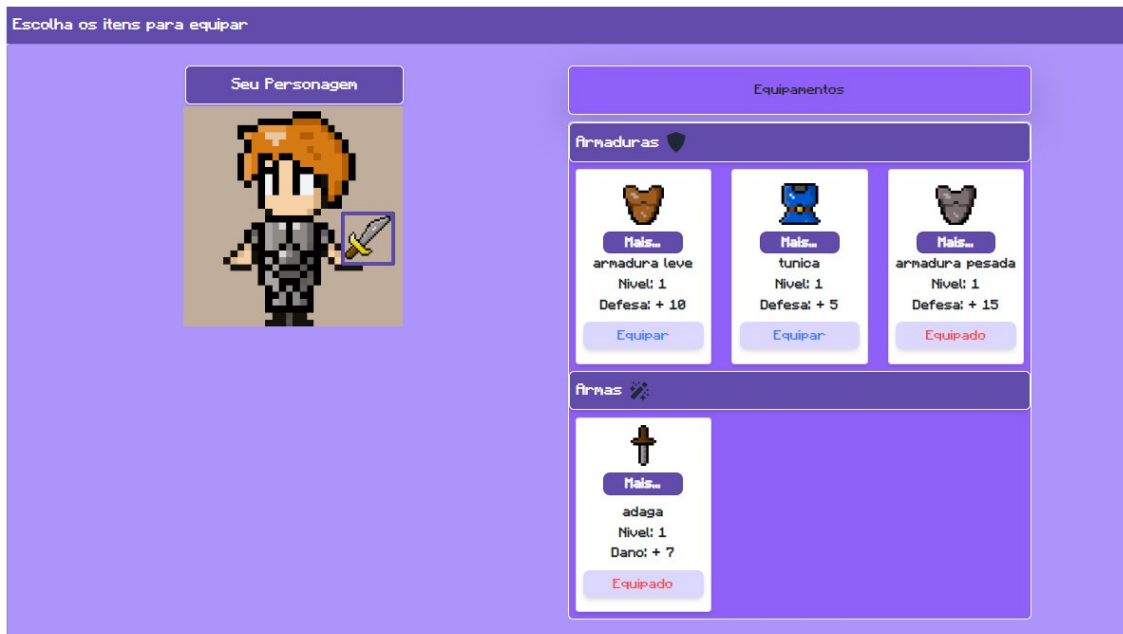 Escolha os itens para equipar
Seu Personagem
Equipamentos
Armaduras
Mais...
armadura leve
Nivel: 1
Defesa: + 10
Equipar
Mais...
tunica
Nivel: 1
Defesa: + 5
Equipar
Mais...
armadura pesada
Nivel: 1
Defesa: + 15
Equipado
Armas
Mais...
adaga
Nivel: 1
Dano: + 7
Equipado